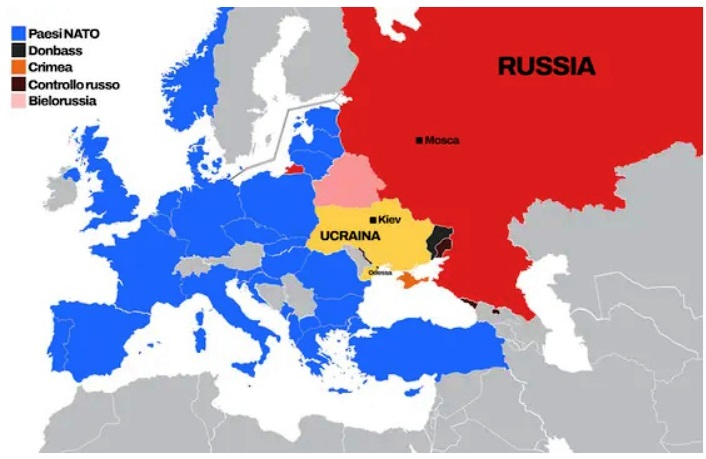 Paesi NATO
Donbass
Crimea
Controllo russo
Bielorussia
RUSSIA
Mosca
Kiev
UCRAINA
Odessa